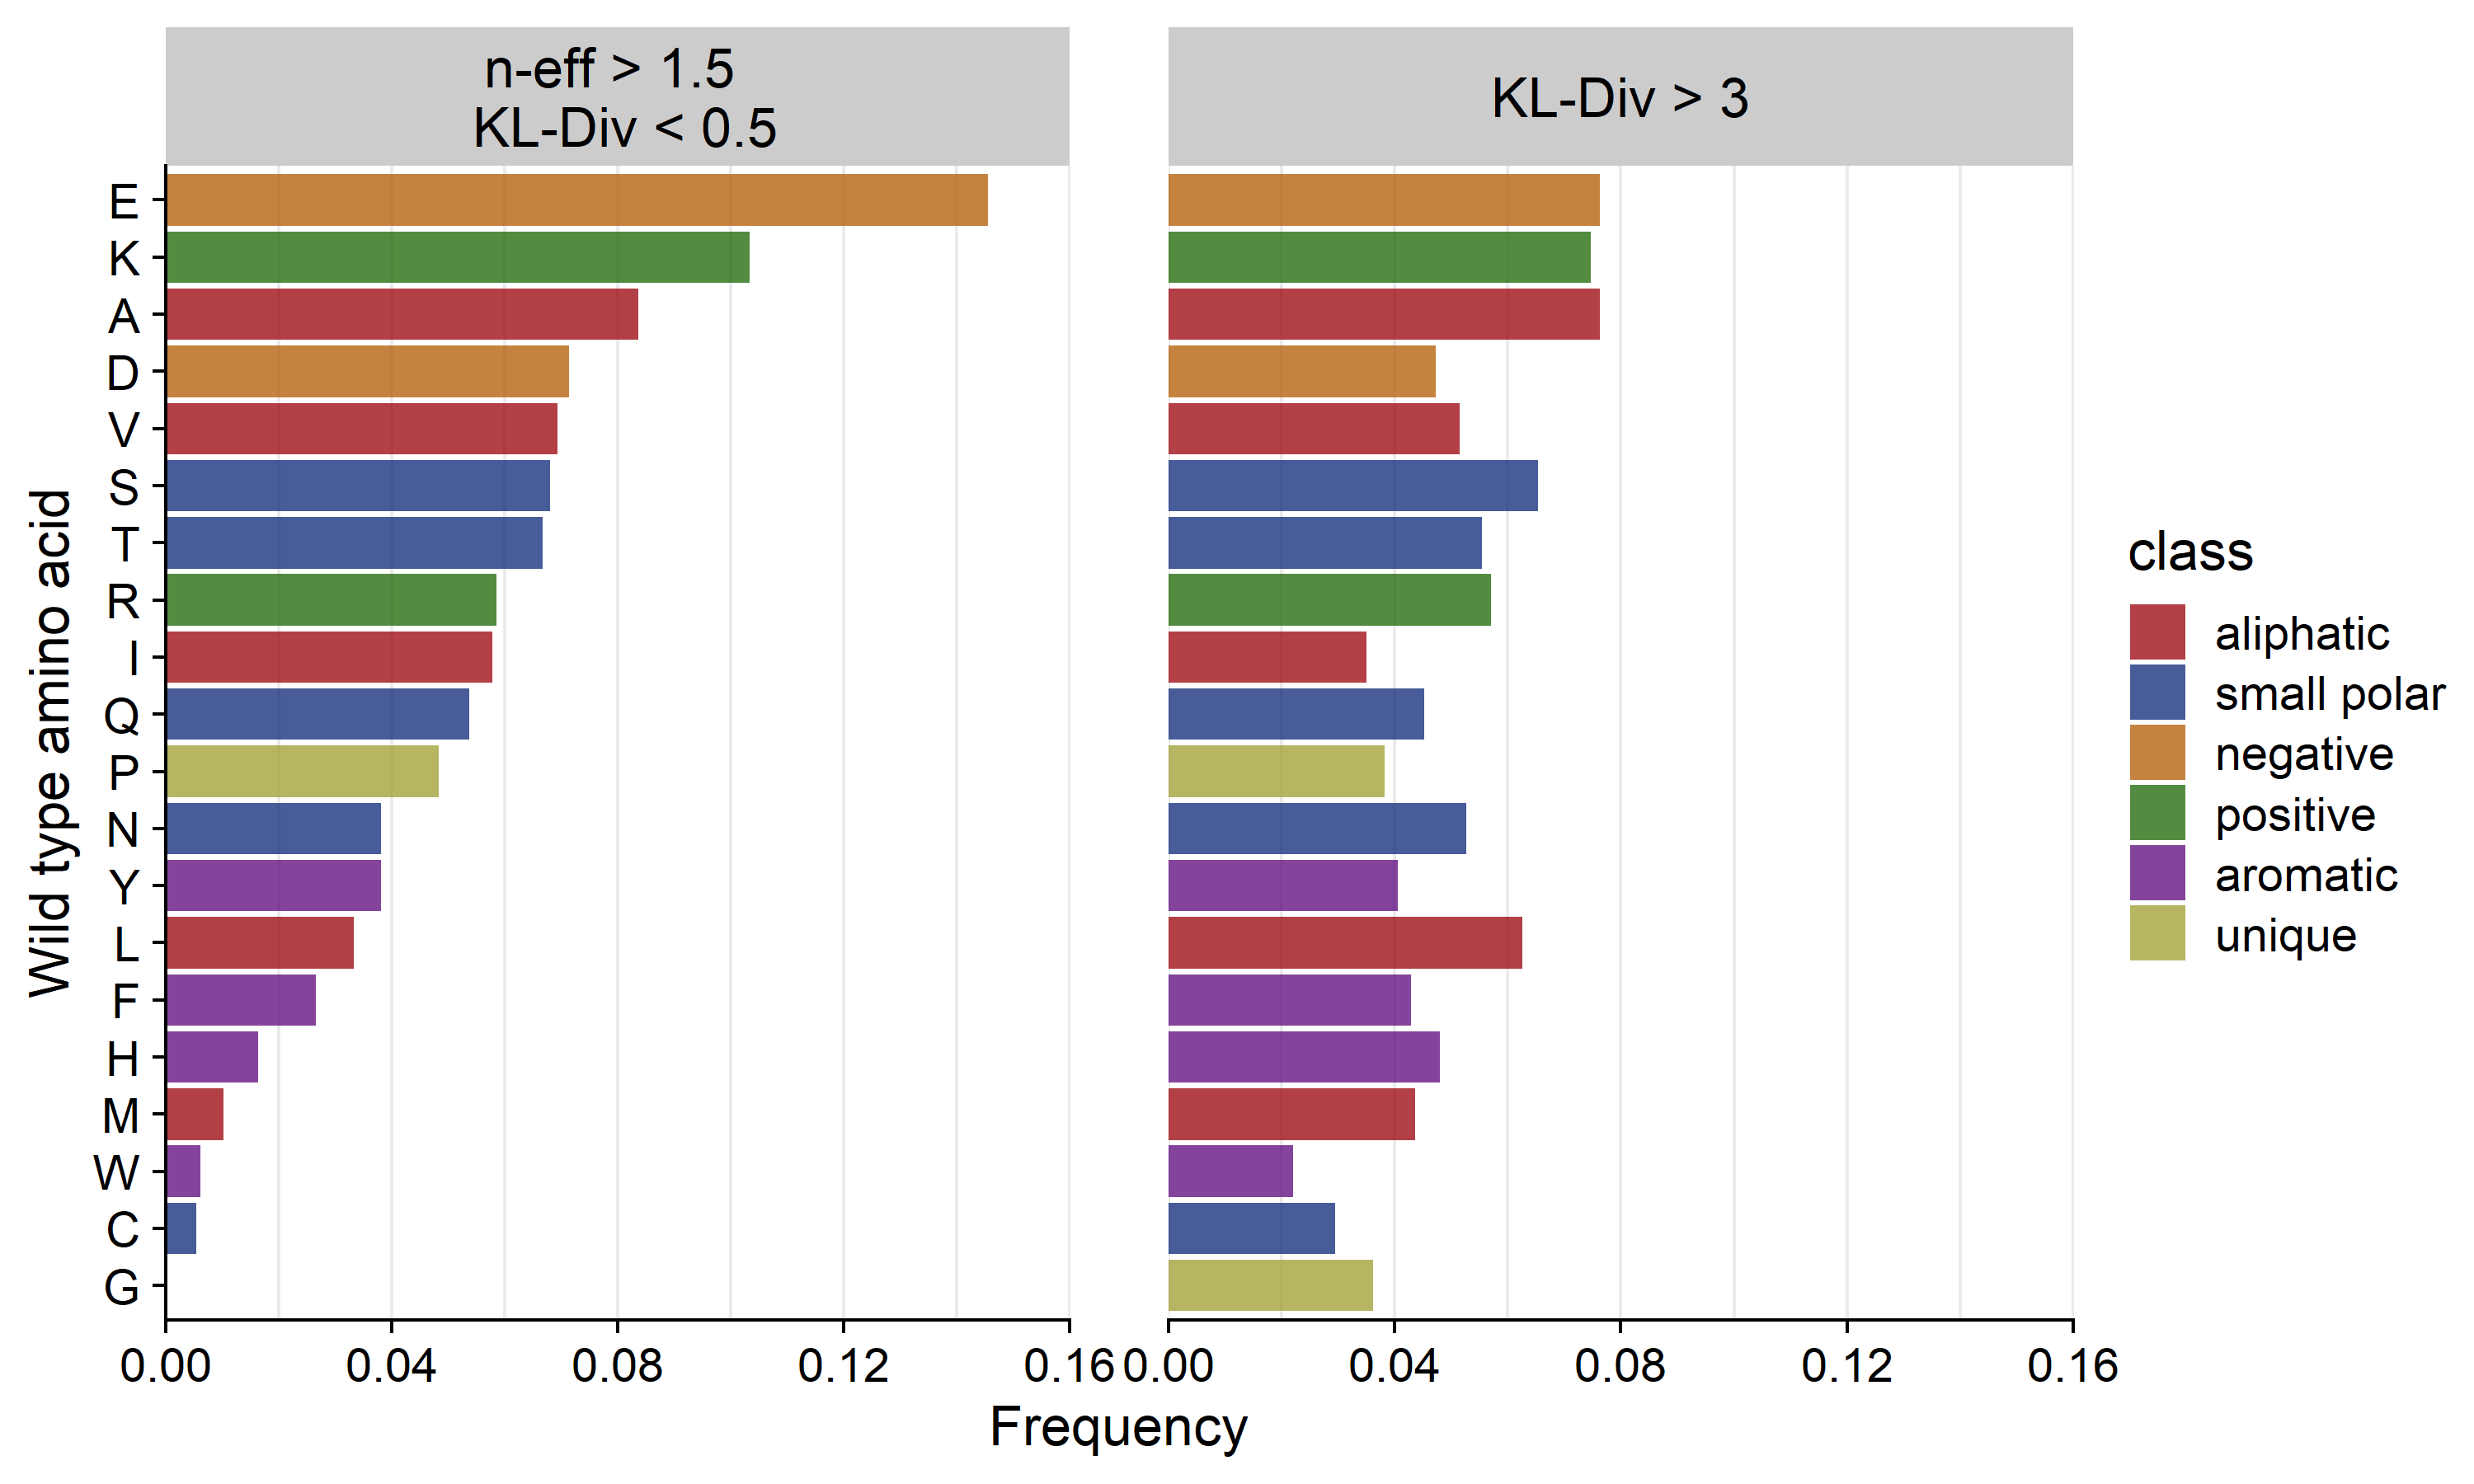 n-eff > 1.5
KL-Div < 0.5
KL-Div > 3
Wild type amino acid
E
K
A
D
V
S
T
R
I
Q
P
N
Y
L
F
H
M
W
C
G
0.00 0.04 0.08 0.12 0.16 0.00 0.04 0.08 0.12 0.16
Frequency
class
aliphatic
small polar
negative
positive
aromatic
unique